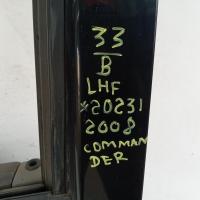 33
B
LHF
*20231
2008
COMMAN
DER